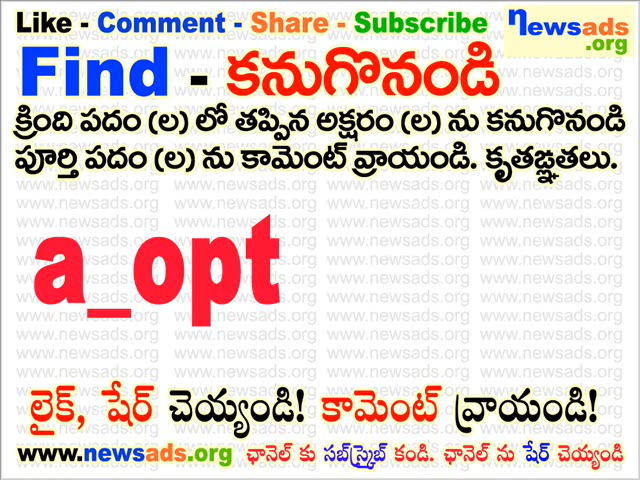 Like - Comment - Share - Subscribe
newsads
.org
Find - కనుగొనండి
క్రింది పదం (ల) లో తప్పిన అక్షరం (ల) ను కనుగొనండి
పూర్తి పదం (ల) ను కామెంట్ వ్రాయండి. కృతఙ్ఞతలు.
a_opt
లైక్, షేర్ చెయ్యండి! కామెంట్ వ్రాయండి!
www.newsads.org ఛానెల్ కు సబ్‌స్క్రైబ్ కండి. ఛానెల్ ను షేర్ చెయ్యండి